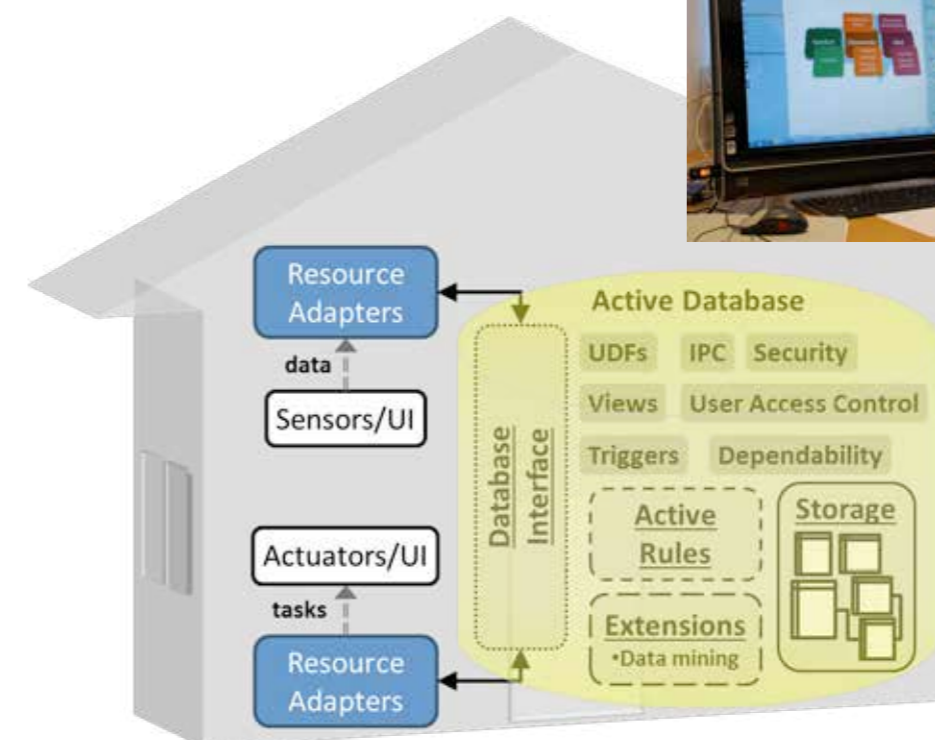 Resource
Adapters
data
Sensors/UI
Actuators/UI
tasks
Resource
Adapters
Database
Interface
Active Database
UDFs IPC Security
Views User Access Control
Triggers Dependability
Active
Rules
Storage
Extensions
•Data mining